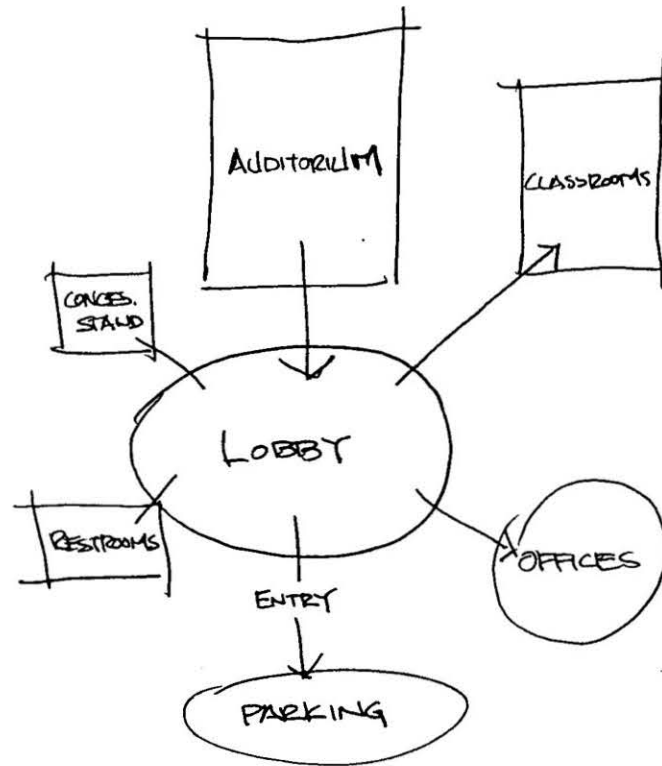 AUDITORIUM
CLASSROOMS
CONCES.
STAND
LOBBY
RESTROOMS
OFFICES
ENTRY
PARKING